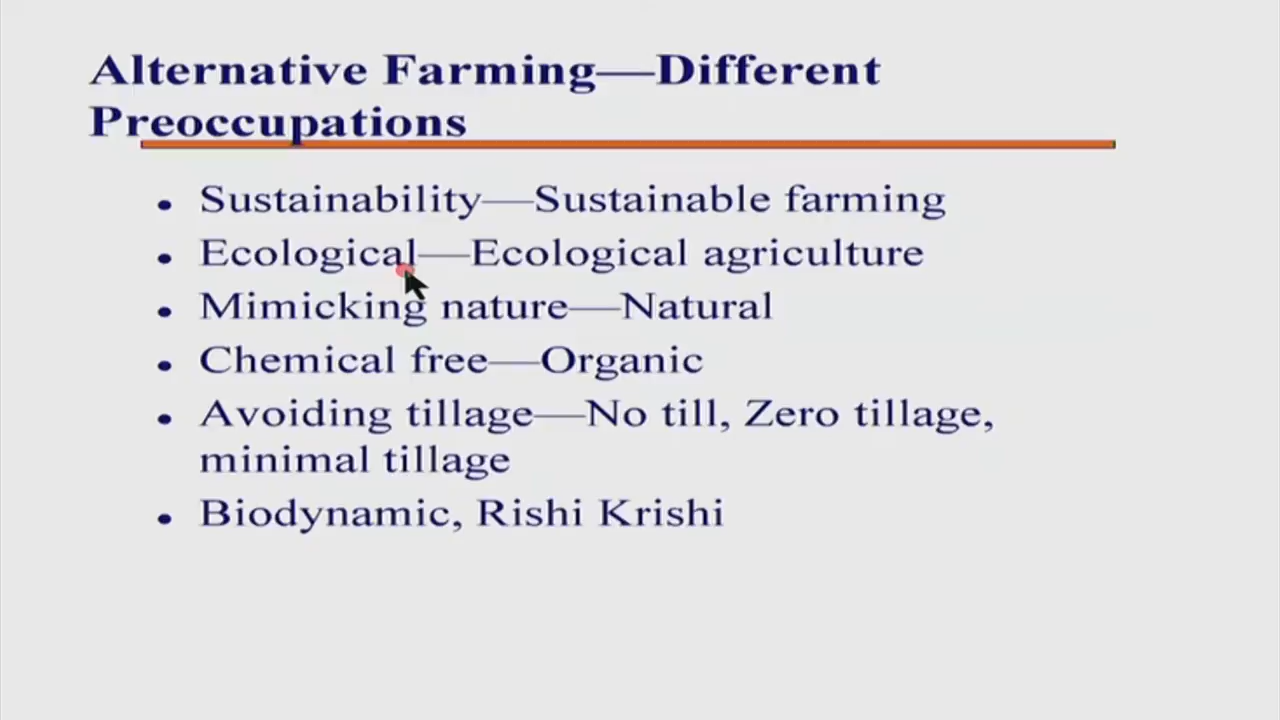 Alternative Farming—Different
Preoccupations
• Sustainability—Sustainable farming
• Ecological—Ecological agriculture
• Mimicking nature—Natural
• Chemical free—Organic
• Avoiding tillage—No till, Zero tillage,
minimal tillage
• Biodynamic, Rishi Krishi